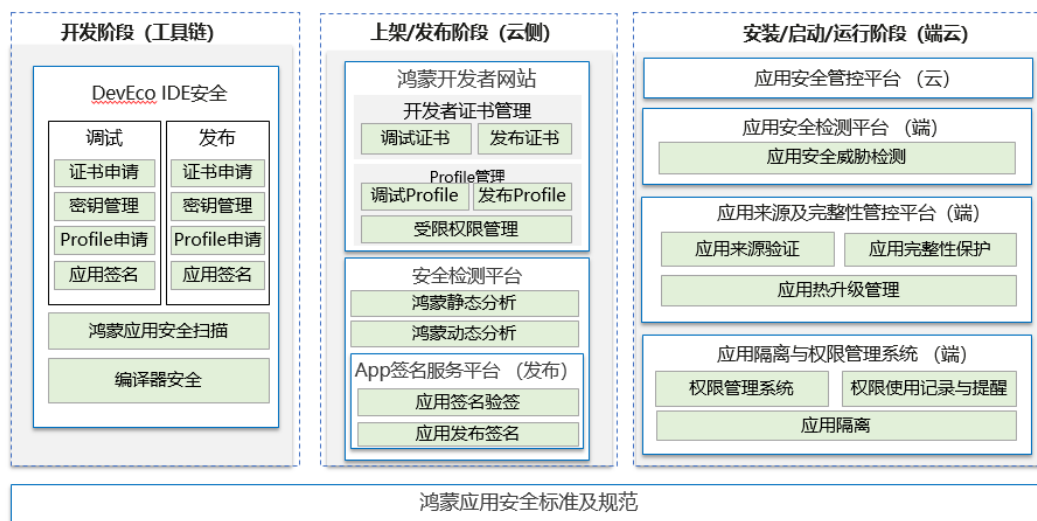 开发阶段（工具链）
DevEco IDE安全
调试
证书申请
密钥管理
Profile申请
应用签名
发布
证书申请
密钥管理
Profile申请
应用签名
鸿蒙应用安全扫描
编译器安全
上架/发布阶段（云侧）
鸿蒙开发者网站
开发者证书管理
调试证书
发布证书
Profile管理
调试Profile
发布Profile
受限权限管理
安全检测平台
鸿蒙静态分析
鸿蒙动态分析
App签名服务平台 （发布）
应用签名验签
应用发布签名
安装/启动/运行阶段（端云）
应用安全管控平台（云）
应用安全检测平台 （端）
应用安全威胁检测
应用来源及完整性管控平台（端）
应用来源验证
应用完整性保护
应用热升级管理
应用隔离与权限管理系统 （端）
权限管理系统
权限使用记录与提醒
应用隔离
鸿蒙应用安全标准及规范